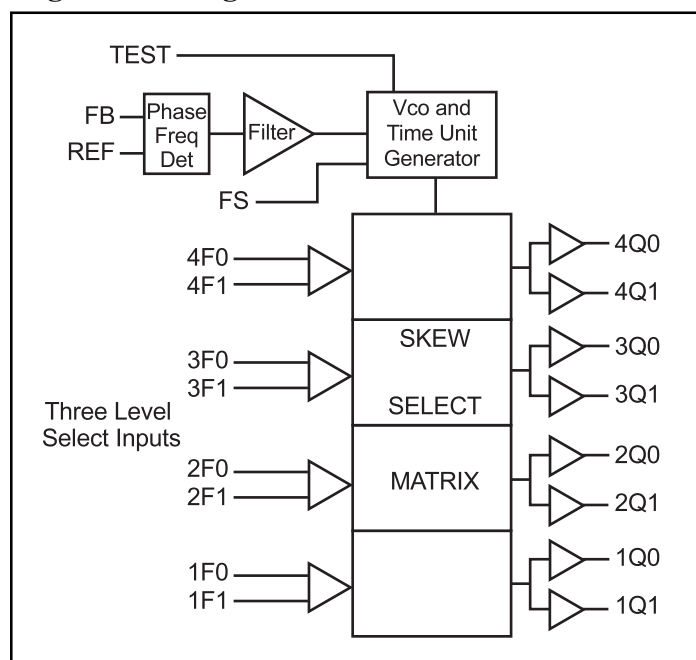 TEST
FB
REF
Phase
Freq
Det
Filter
Vco and
Time Unit
Generator
FS
4F0
4F1
4Q0
4Q1
3F0
3F1
SKEW
SELECT
3Q0
3Q1
Three Level
Select Inputs
2F0
2F1
MATRIX
2Q0
2Q1
1F0
1F1
1Q0
1Q1